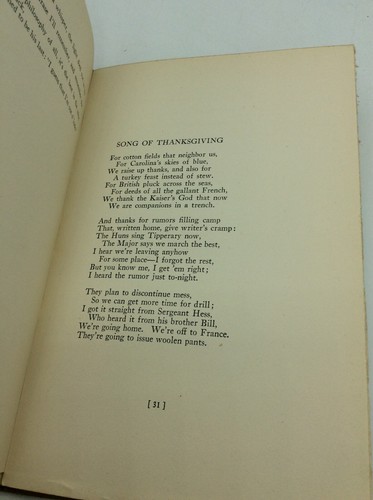 SONG OF THANKSGIVING
For cotton fields that neighbor us,
For Carolina's skies of blue,
We raise up thanks, and also for
A turkey feast instead of stew.
For British pluck across the seas,
For deeds of all the gallant French,
We thank the Kaiser's God that now
We are companions in a trench.
And thanks for rumors filling camp
That, written home, give writer's cramp:
The Huns sing Tipperary now,
The Major says we march the best,
I hear we're leaving anyhow
For some place—I forgot the rest,
But you know me, I get 'em right;
I heard the rumor just to-night.
They plan to discontinue mess,
So we can get more time for drill;
I got it straight from Sergeant Hess,
Who heard it from his brother Bill,
We're going home. We're off to France.
They're going to issue woolen pants.
[ 31 ]